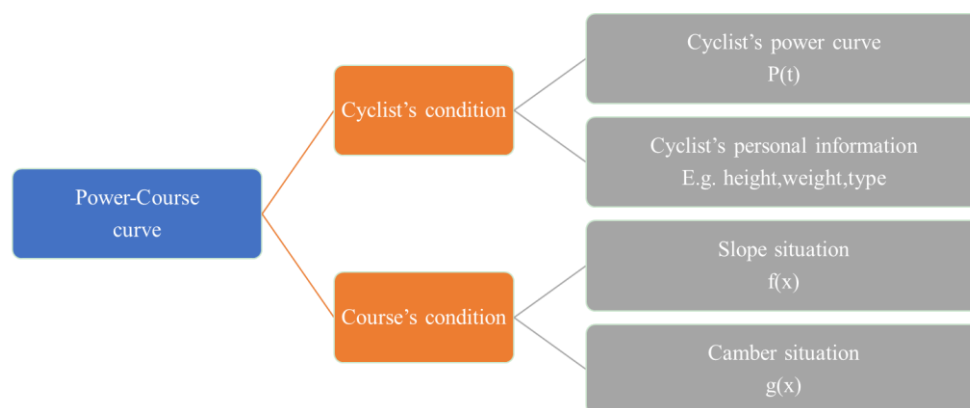 Power-Course
curve
Cyclist's condition
Course's condition
Cyclist's power curve
P(t)
Cyclist's personal information
E.g. height,weight,type
Slope situation
f(x)
Camber situation
g(x)